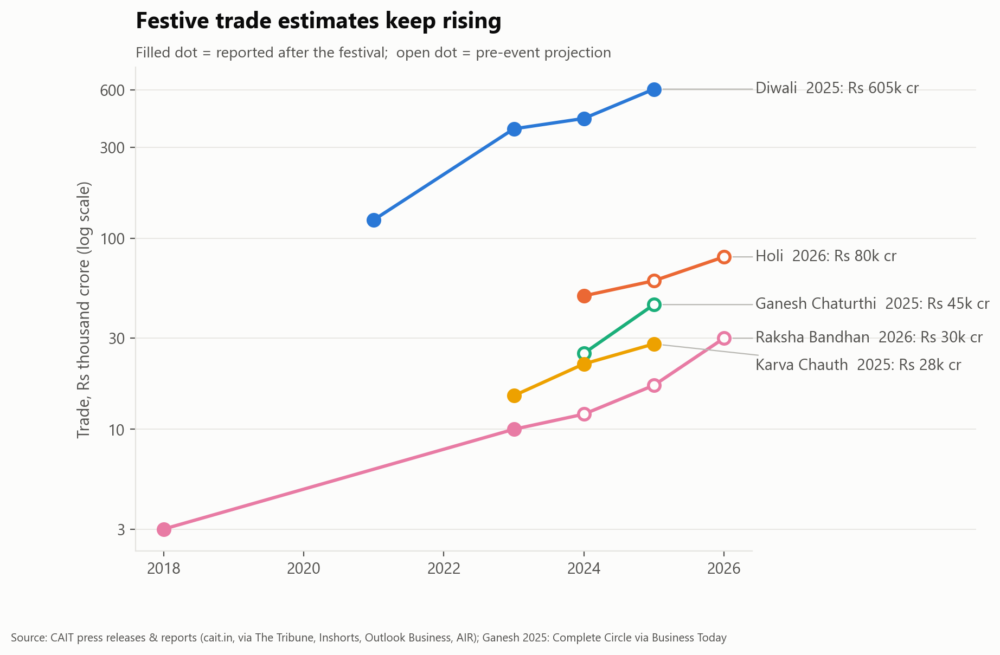 Festive trade estimates keep rising
Filled dot = reported after the festival;  open dot = pre-event projection
Trade, Rs thousand crore (log scale)
600
300
100
30
10
3
Diwali  2025: Rs 605k cr
Holi  2026: Rs 80k cr
Ganesh Chaturthi  2025: Rs 45k cr
Raksha Bandhan  2026: Rs 30k cr
Karva Chauth  2025: Rs 28k cr
2018
2020
2022
2024
2026
Source: CAIT press releases & reports (cait.in, via The Tribune, Inshorts, Outlook Business, AIR); Ganesh 2025: Complete Circle via Business Today